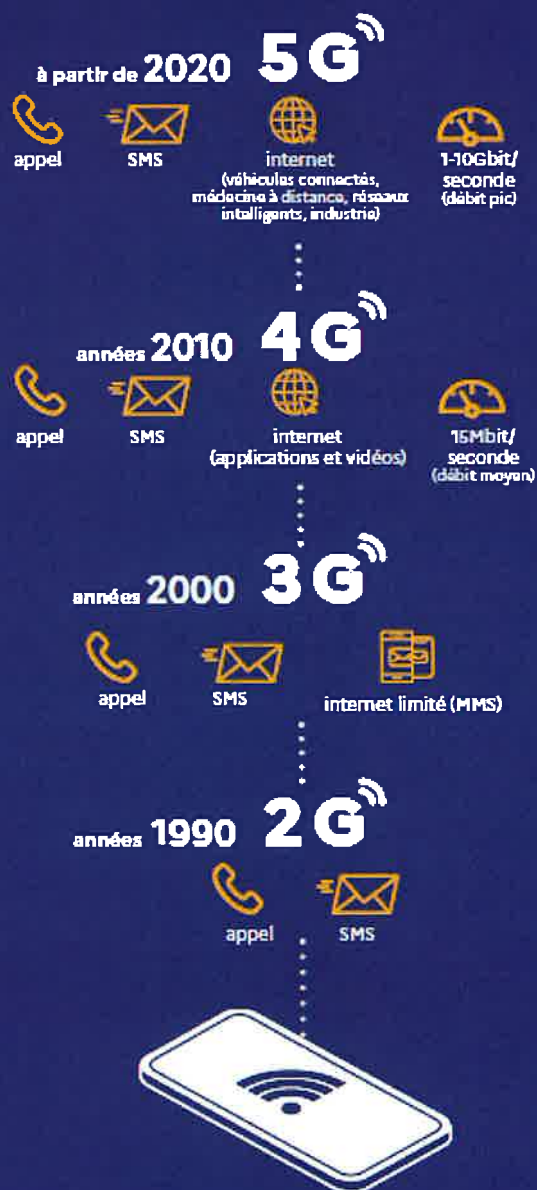 à partir de 2020 5G
appel
SMS
internet
(véhicules connectés,
médecine à distance, réseaux
intelligents, industrie)
1-10Gbit/
seconde
(débit pic)
années 2010 4G
appel
SMS
internet
(applications et vidéos)
15Mbit/
seconde
(débit moyen)
années 2000 3G
appel
SMS
internet limité (MMS)
années 1990 2G
appel
SMS